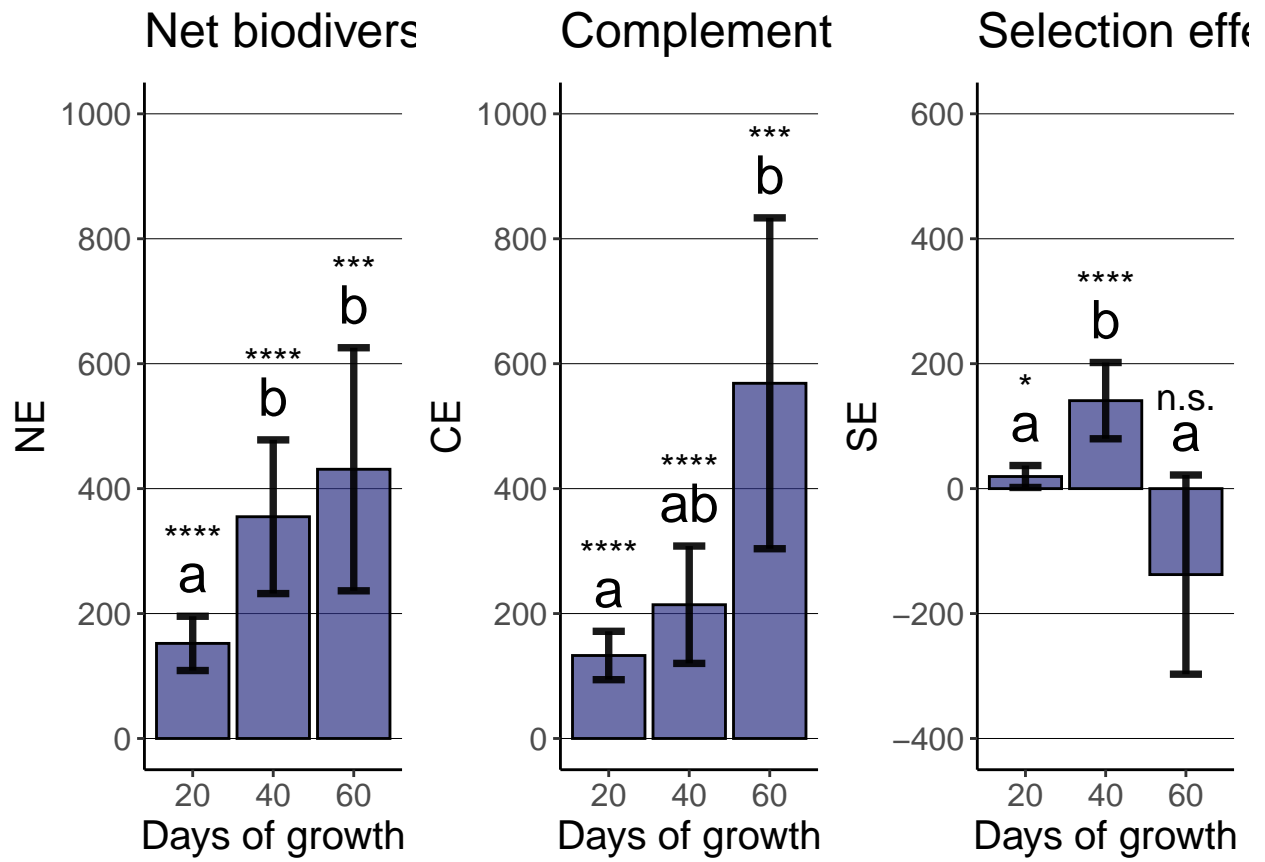 Net biodivers
1000
800
600
400
200
0
NE
****
a
****
b
***
b
20 40 60
Days of growth
Complement
1000
800
600
400
200
0
CE
****
a
****
ab
***
b
20 40 60
Days of growth
Selection effe
600
400
200
0
−200
−400
SE
*
a
****
b
n.s.
a
20 40 60
Days of growth